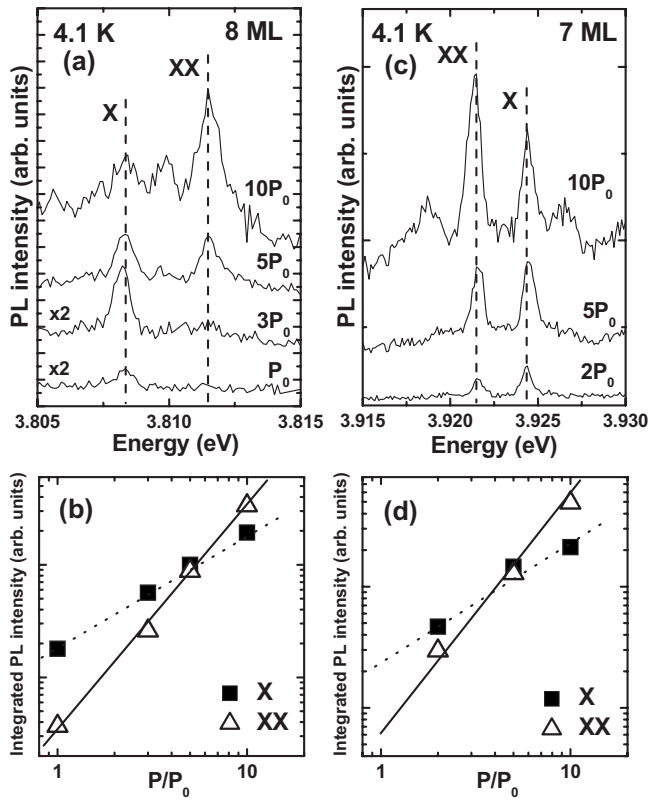 4.1 K
8 ML
(a)
XX
X
10P0
5P0
x2
3P0
x2
P0
PL intensity (arb. units)
3.805
3.810
3.815
Energy (eV)
4.1 K
7 ML
XX
(c)
X
10P0
5P0
2P0
PL intensity (arb. units)
3.915
3.920
3.925
3.930
Energy (eV)
(b)
X
XX
Integrated PL intensity (arb. units)
1
10
P/P0
(d)
X
XX
Integrated PL intensity (arb. units)
1
10
P/P0